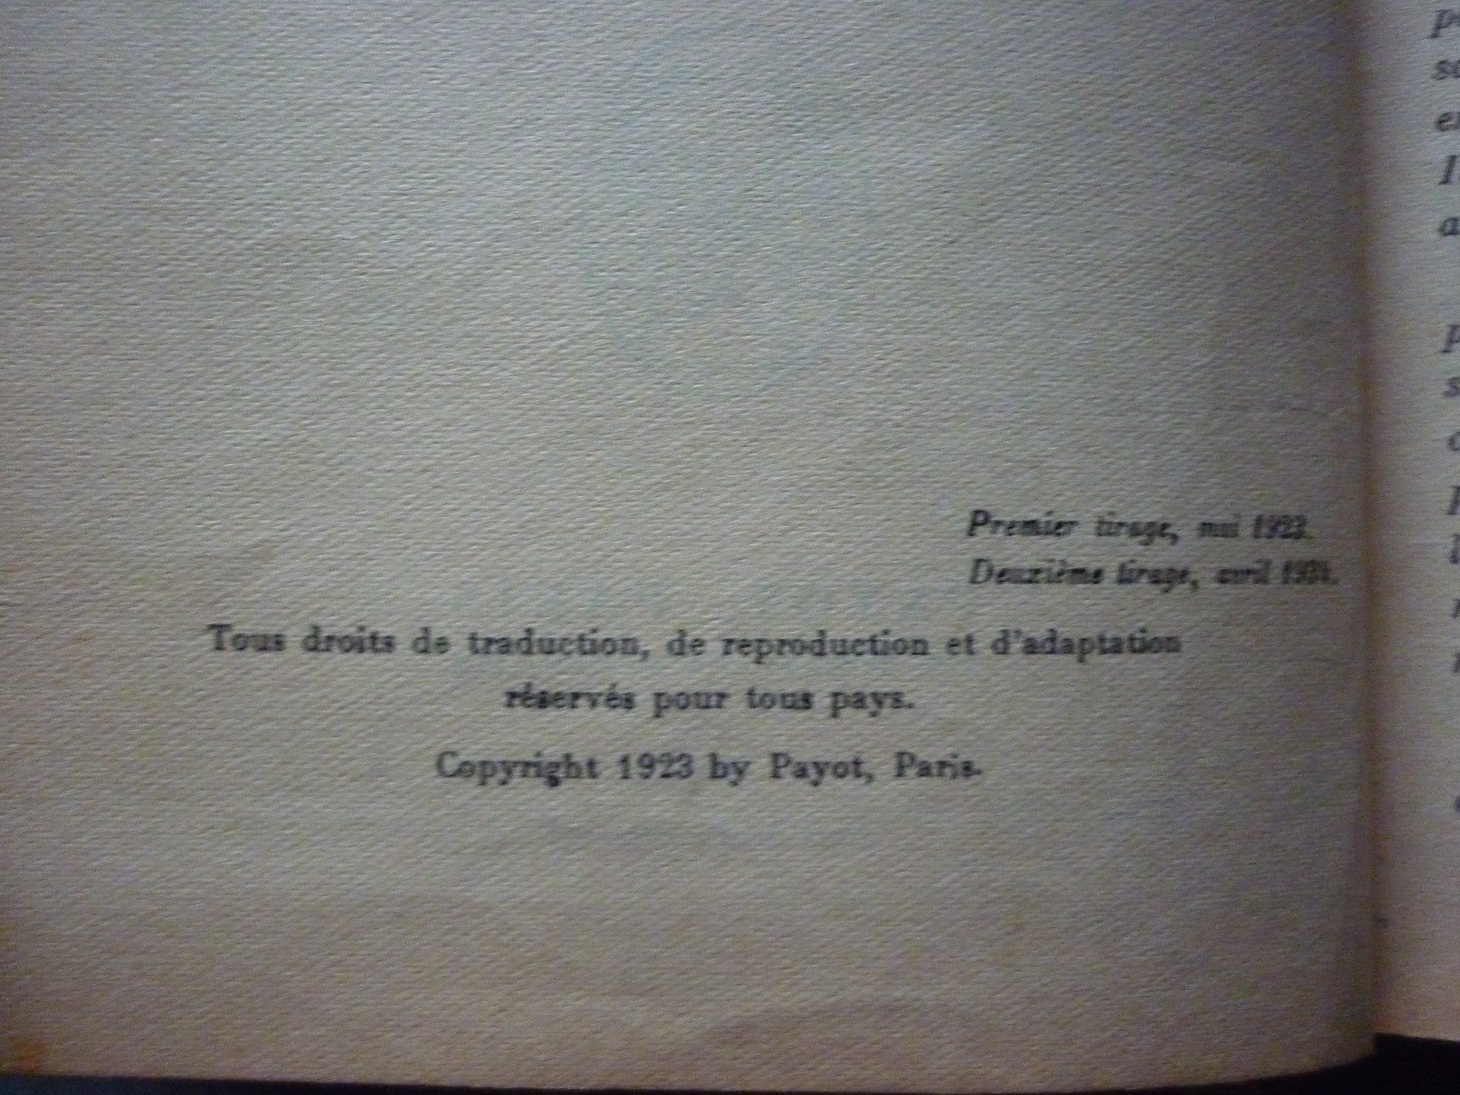 Premier tirage, mai 1923.
Deuxième tirage, avril
Tous droits de traduction, de reproduction et d'adaptation
réservés pour tous pays.
Copyright 1923 by Payot, Paris.